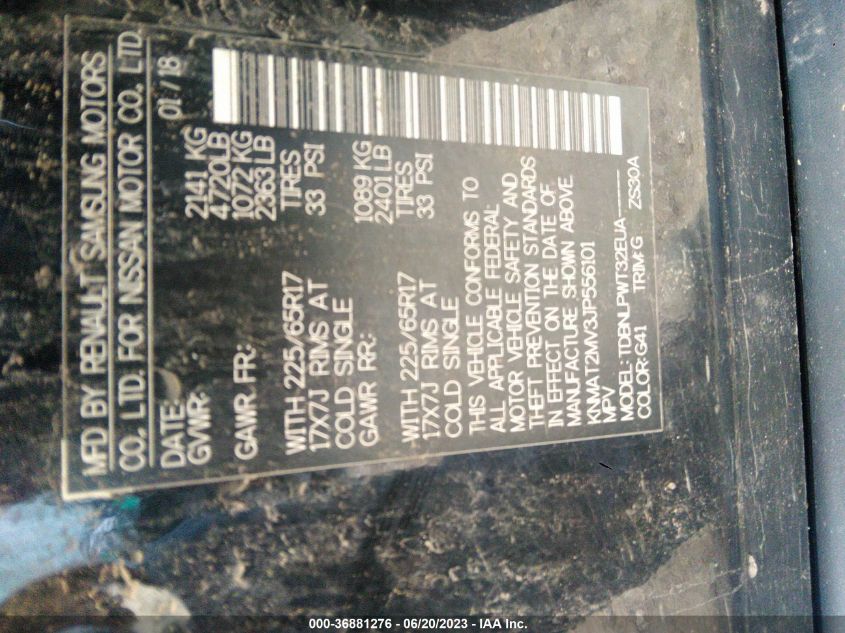 MFD BY RENAULT SAMSUNG MOTORS
CO., LTD. FOR NISSAN MOTOR CO., LTD.
DATE: 01/18
GVWR: 2141 KG
4720LB
GAWR FR: 1072 KG
2363 LB
WITH 225/65R17 TIRES
17X7J RIMS AT 33 PSI
COLD SINGLE
GAWR RR: 1089 KG
2401 LB
WITH 225/65R17 TIRES
17X7J RIMS AT 33 PSI
COLD SINGLE
THIS VEHICLE CONFORMS TO
ALL APPLICABLE FEDERAL
MOTOR VEHICLE SAFETY AND
THEFT PREVENTION STANDARDS
IN EFFECT ON THE DATE OF
MANUFACTURE SHOWN ABOVE.
KNMAT2MV3JP556101
MPV
MODEL: TDBNLPWT32EUA
COLOR: G41 TRIM: G ZS30A
000-36881276 - 06/20/2023 - IAA Inc.